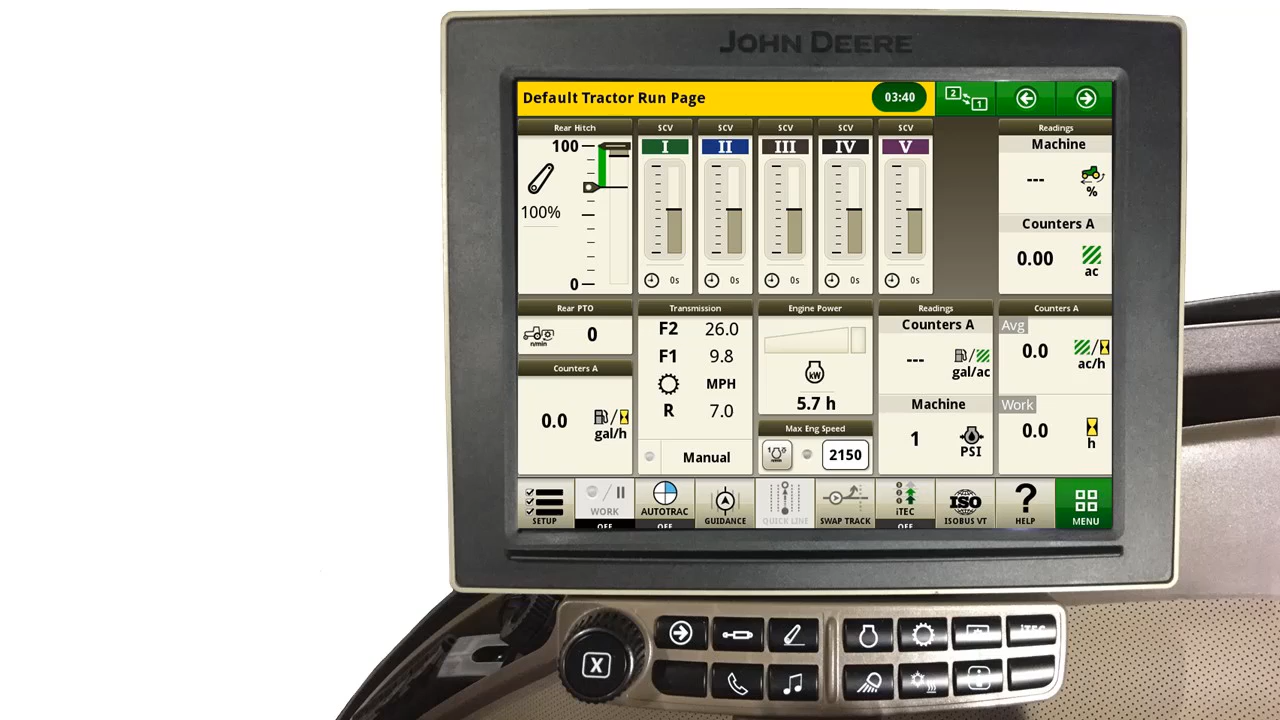 JOHN DEERE
Default Tractor Run Page
03:40
2
1
Rear Hitch
SCV
SCV
SCV
SCV
SCV
Readings
100
I
II
III
IV
V
Machine
---
%
100%
Counters A
0.00
ac
0
0s
0s
0s
0s
0s
Rear PTO
Transmission
Engine Power
Readings
Counters A
n/min
0
F2
26.0
F1
9.8
MPH
R
7.0
Manual
kW
5.7 h
Counters A
---
gal/ac
Avg
0.0
ac/h
Counters A
0.0
gal/h
Max Eng Speed
2150
Machine
1
PSI
Work
0.0
h
SETUP
WORK
OFF
AUTOTRAC
OFF
GUIDANCE
QUICK LINE
SWAP TRACK
iTEC
OFF
ISO
ISOBUS VT
?
HELP
MENU
X
iTEC